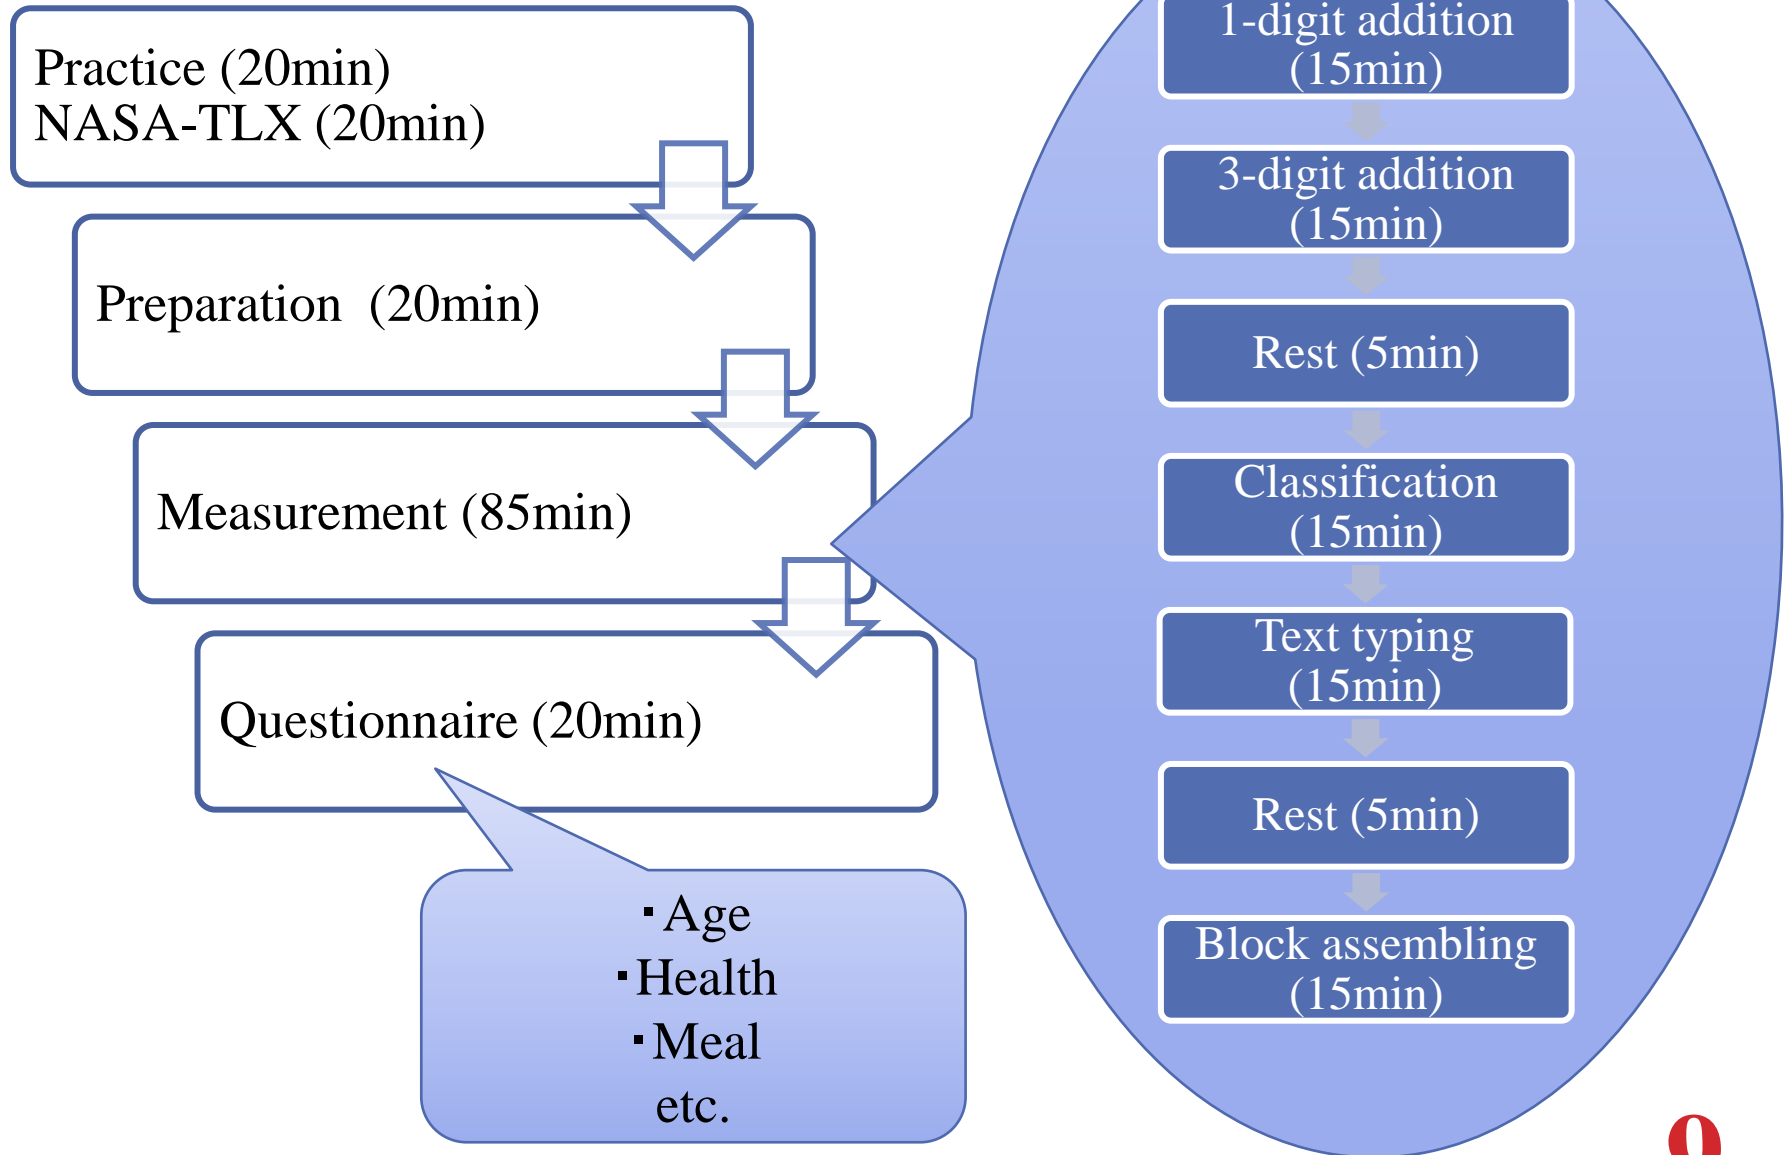 Practice (20min)
NASA-TLX (20min)
Preparation (20min)
Measurement (85min)
Questionnaire (20min)
▪Age
▪Health
▪Meal
etc.
1-digit addition
(15min)
3-digit addition
(15min)
Rest (5min)
Classification
(15min)
Text typing
(15min)
Rest (5min)
Block assembling
(15min)